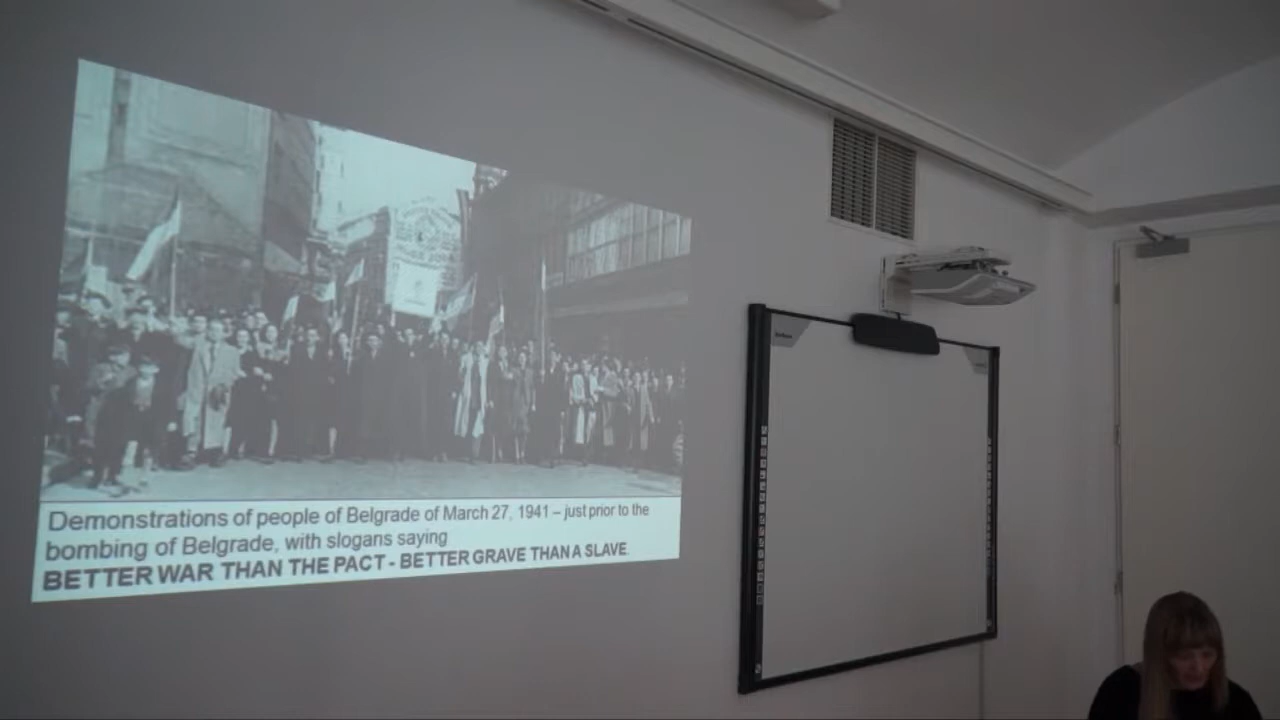 Demonstrations of people of Belgrade of March 27, 1941 – just prior to the
bombing of Belgrade, with slogans saying
BETTER WAR THAN THE PACT - BETTER GRAVE THAN A SLAVE.